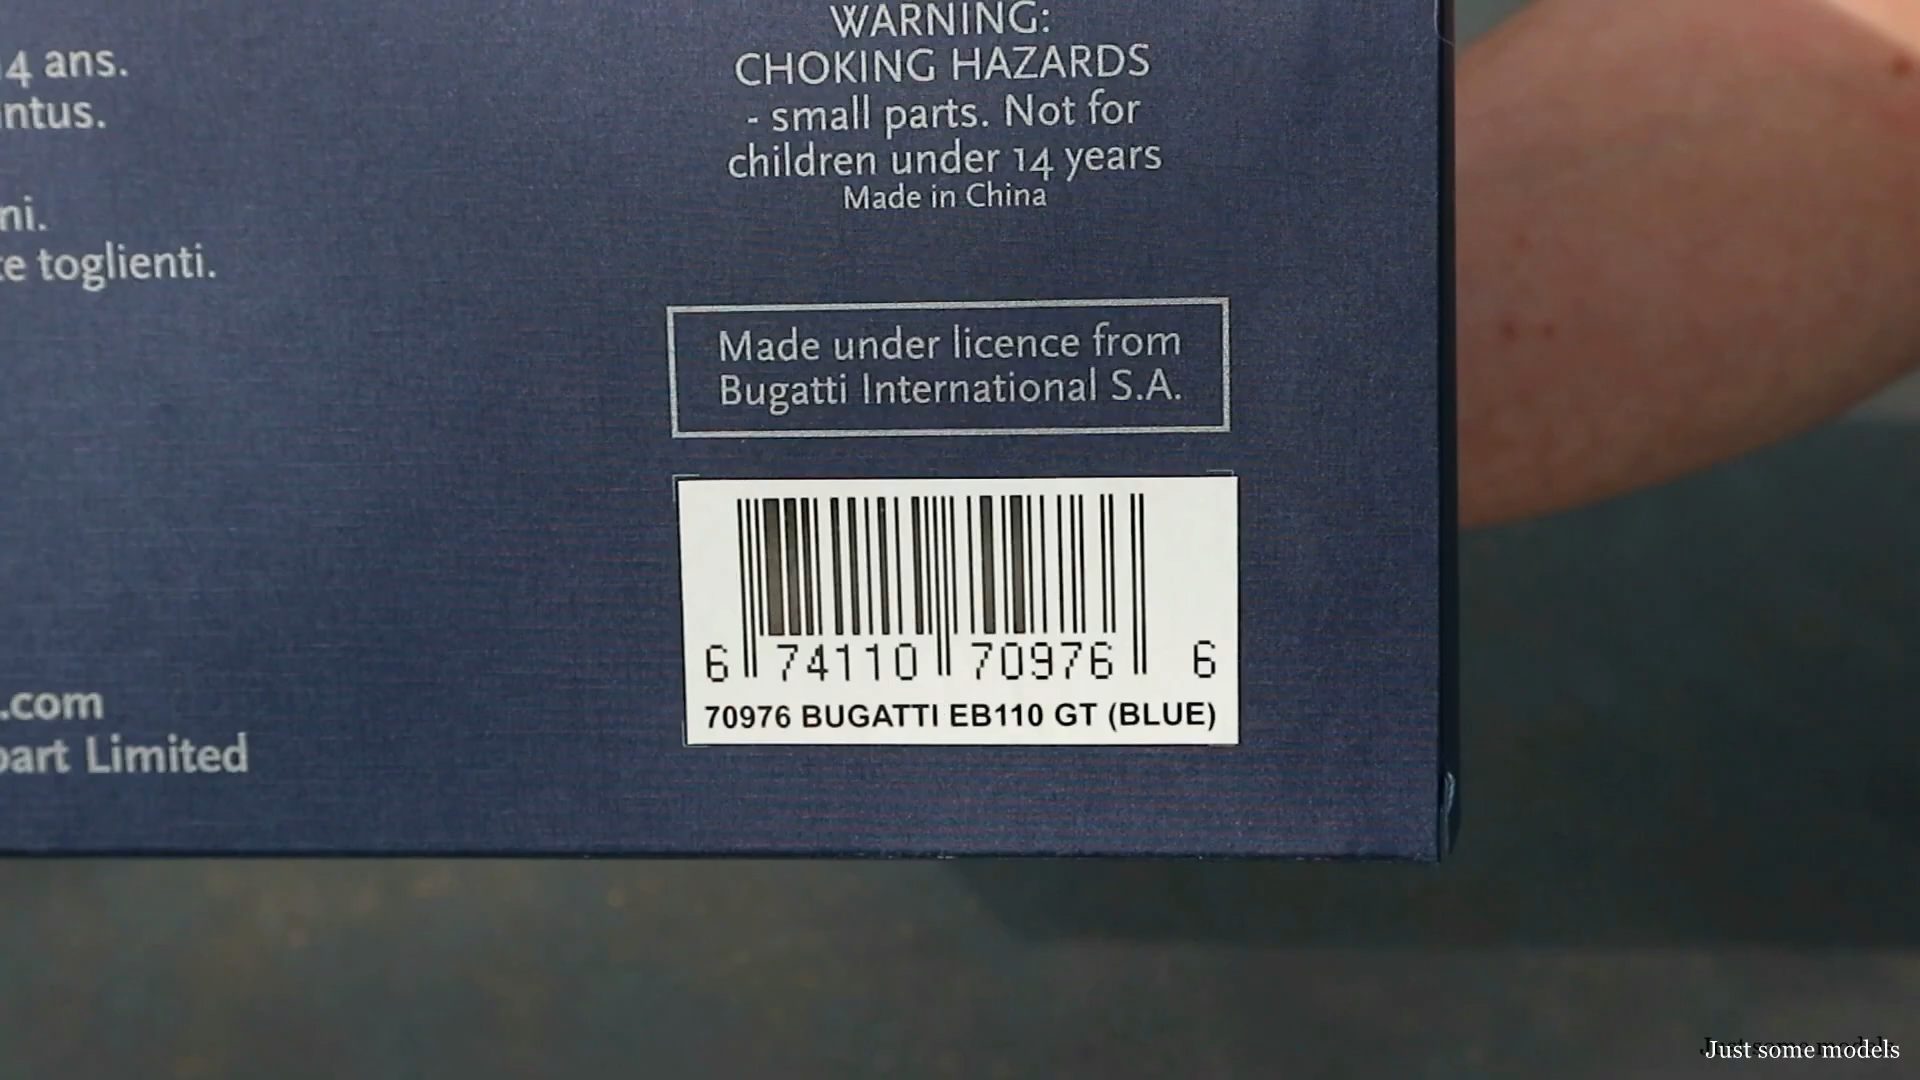 4 ans.
ntus.
ni.
te toglienti.
.com
part Limited
WARNING:
CHOKING HAZARDS
- small parts. Not for
children under 14 years
Made in China
Made under licence from
Bugatti International S.A.
6 74110 70976 6
70976 BUGATTI EB110 GT (BLUE)
Just some models